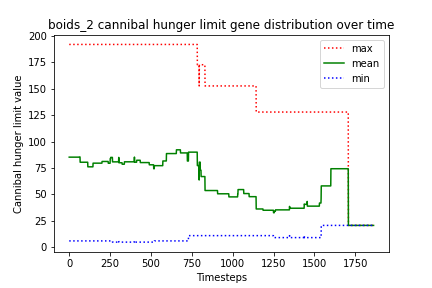 boids_2 cannibal hunger limit gene distribution over time
Cannibal hunger limit value
200
175
150
125
100
75
50
25
0
max
mean
min
0
250
500
750
1000
1250
1500
1750
Timesteps